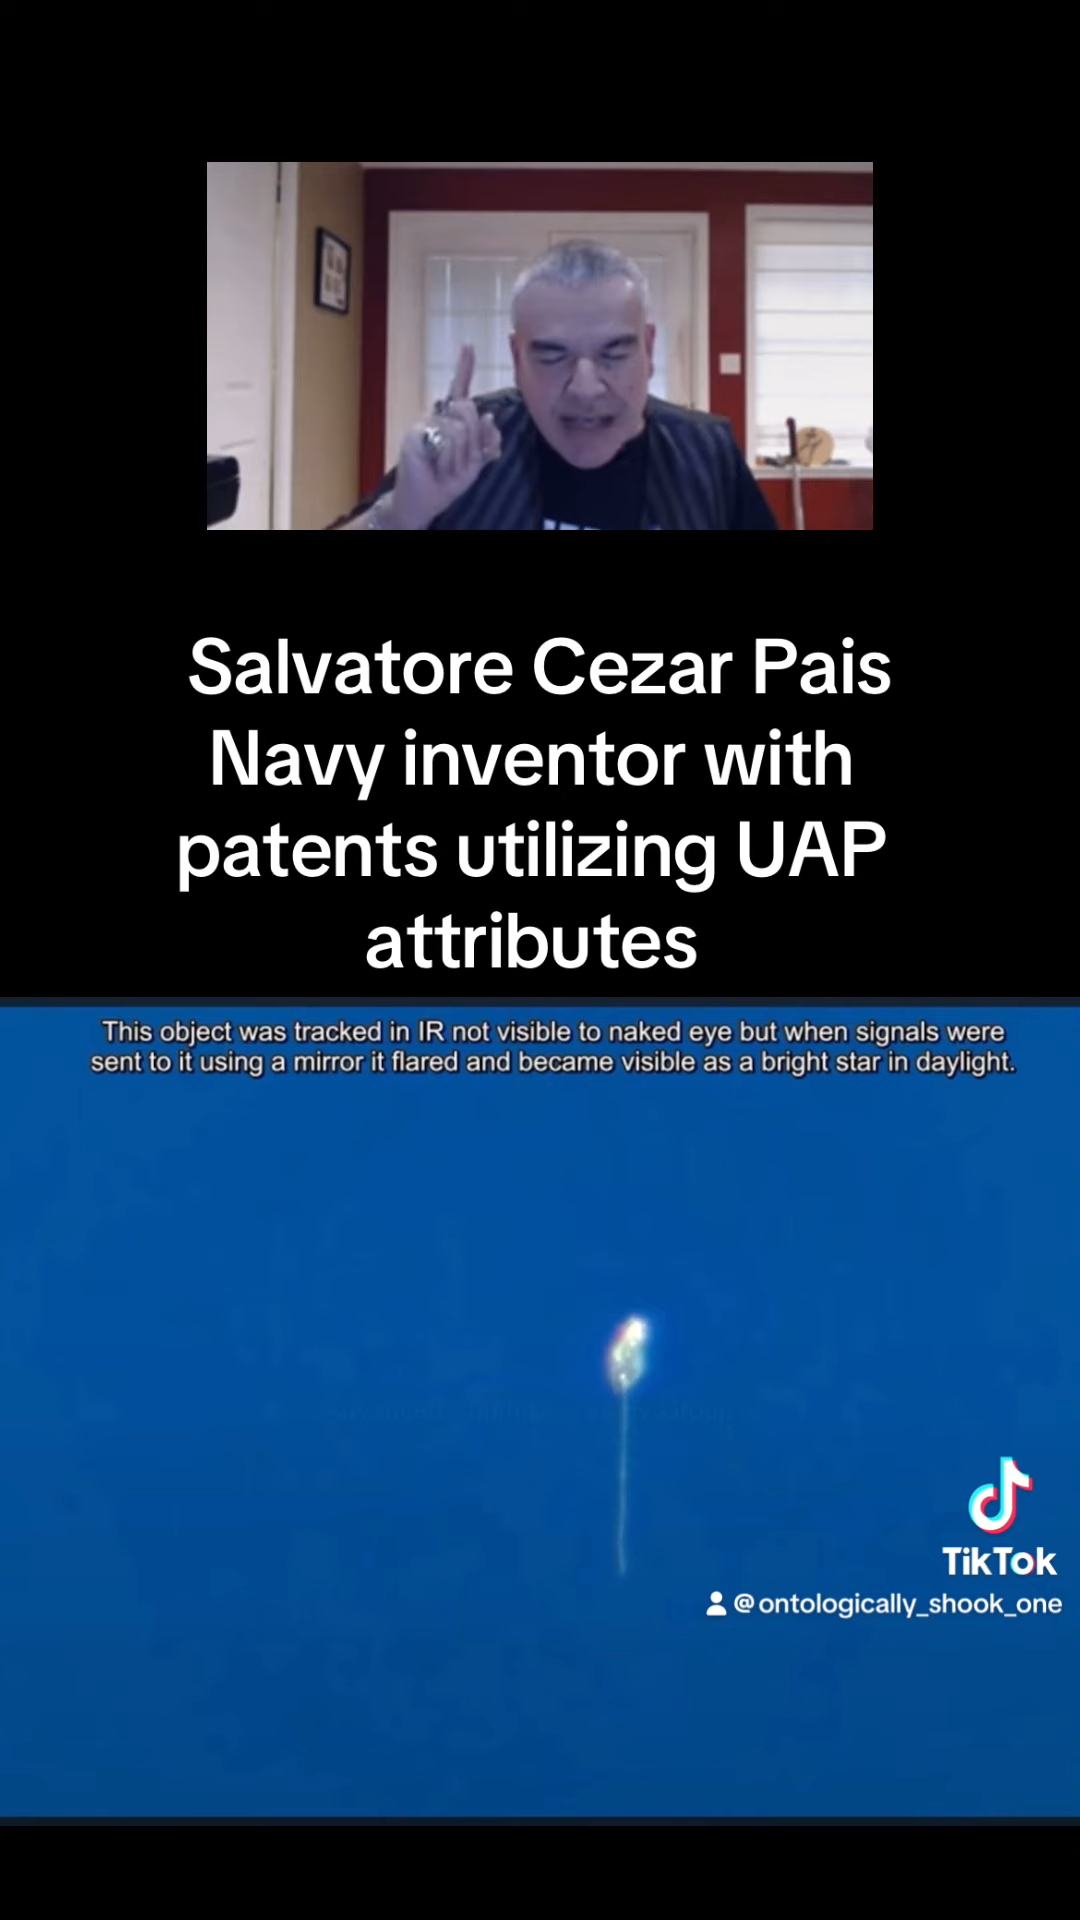 Salvatore Cezar Pais
Navy inventor with
patents utilizing UAP
attributes
This object was tracked in IR not visible to naked eye but when signals were
sent to it using a mirror it flared and became visible as a bright star in daylight.
TikTok
@ontologically_shook_one